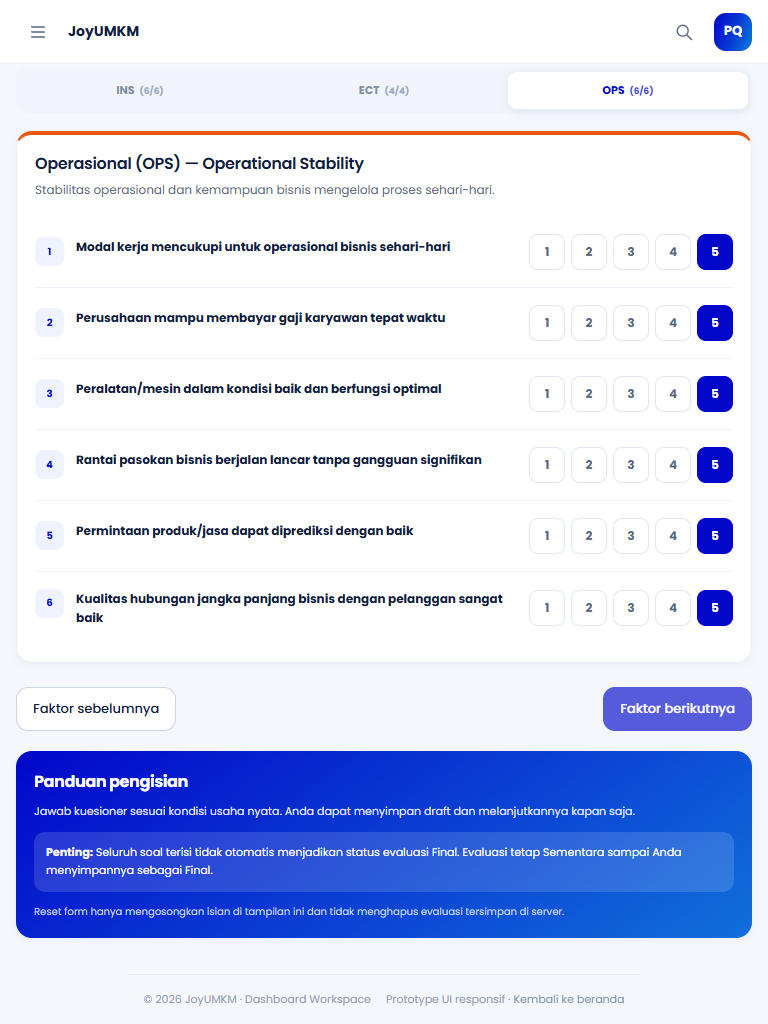 JoyUMKM
PQ
INS (6/6)
ECT (4/4)
OPS (6/6)
Operasional (OPS) — Operational Stability
Stabilitas operasional dan kemampuan bisnis mengelola proses sehari-hari.
1 Modal kerja mencukupi untuk operasional bisnis sehari-hari 1 2 3 4 5
2 Perusahaan mampu membayar gaji karyawan tepat waktu 1 2 3 4 5
3 Peralatan/mesin dalam kondisi baik dan berfungsi optimal 1 2 3 4 5
4 Rantai pasokan bisnis berjalan lancar tanpa gangguan signifikan 1 2 3 4 5
5 Permintaan produk/jasa dapat diprediksi dengan baik 1 2 3 4 5
6 Kualitas hubungan jangka panjang bisnis dengan pelanggan sangat
baik 1 2 3 4 5
Faktor sebelumnya
Faktor berikutnya
Panduan pengisian
Jawab kuesioner sesuai kondisi usaha nyata. Anda dapat menyimpan draft dan melanjutkannya kapan saja.
Penting: Seluruh soal terisi tidak otomatis menjadikan status evaluasi Final. Evaluasi tetap Sementara sampai Anda
menyimpannya sebagai Final.
Reset form hanya mengosongkan isian di tampilan ini dan tidak menghapus evaluasi tersimpan di server.
© 2026 JoyUMKM · Dashboard Workspace Prototype UI responsif · Kembali ke beranda